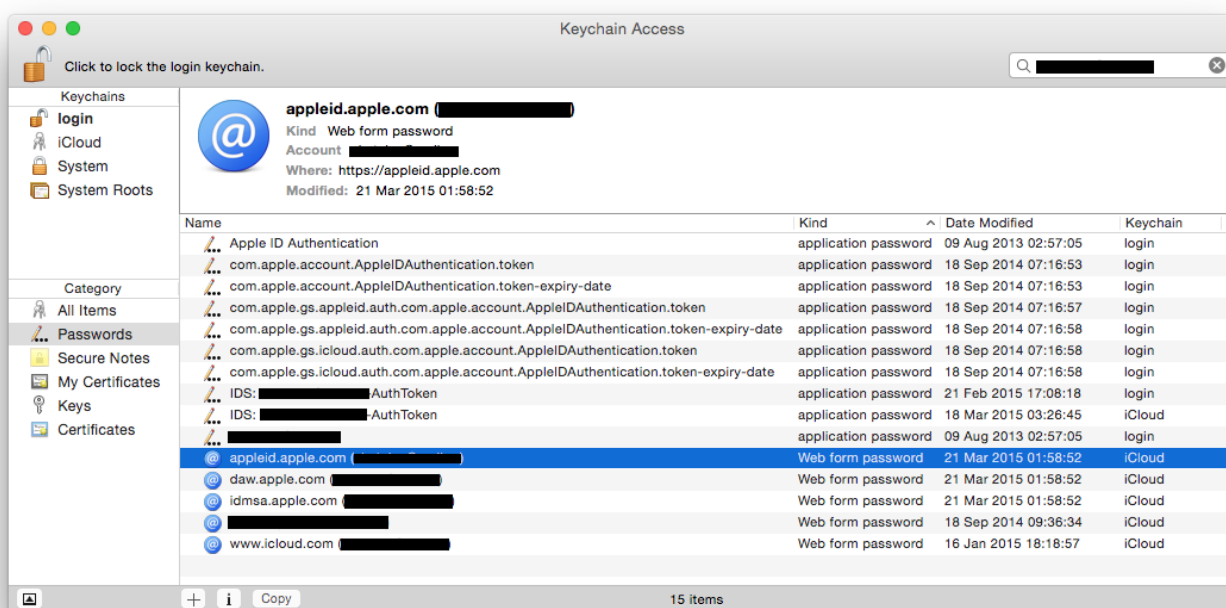 Keychain Access
Click to lock the login keychain.
Keychains
login
iCloud
System
System Roots
Category
All Items
Passwords
Secure Notes
My Certificates
Keys
Certificates
appleid.apple.com (
)
Kind Web form password
Account
Where: https://appleid.apple.com
Modified: 21 Mar 2015 01:58:52
Name Kind Date Modified Keychain
Apple ID Authentication application password 09 Aug 2013 02:57:05 login
com.apple.account.AppleIDAuthentication.token application password 18 Sep 2014 07:16:53 login
com.apple.account.AppleIDAuthentication.token-expiry-date application password 18 Sep 2014 07:16:53 login
com.apple.gs.appleid.auth.com.apple.account.AppleIDAuthentication.token application password 18 Sep 2014 07:16:57 login
com.apple.gs.appleid.auth.com.apple.account.AppleIDAuthentication.token-expiry-date application password 18 Sep 2014 07:16:58 login
com.apple.gs.icloud.auth.com.apple.account.AppleIDAuthentication.token application password 18 Sep 2014 07:16:58 login
com.apple.gs.icloud.auth.com.apple.account.AppleIDAuthentication.token-expiry-date application password 18 Sep 2014 07:16:58 login
IDS: -AuthToken application password 21 Feb 2015 17:08:18 login
IDS: -AuthToken application password 18 Mar 2015 03:26:45 iCloud
application password 09 Aug 2013 02:57:05 login
appleid.apple.com ( ) Web form password 21 Mar 2015 01:58:52 iCloud
daw.apple.com ( ) Web form password 21 Mar 2015 01:58:52 iCloud
idmsa.apple.com ( ) Web form password 21 Mar 2015 01:58:52 iCloud
Web form password 18 Sep 2014 09:36:34 iCloud
www.icloud.com ( ) Web form password 16 Jan 2015 18:18:57 iCloud
+ i Copy 15 items